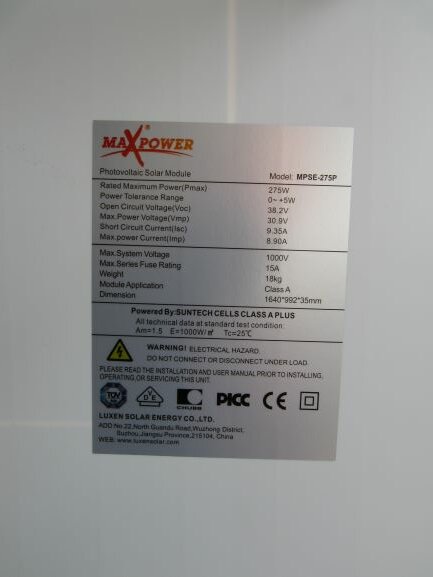 MAXPOWER®
Photovoltaic Solar Module Model: MPSE-275P
Rated Maximum Power(Pmax) 275W
Power Tolerance Range 0~ +5W
Open Circuit Voltage(Voc) 38.2V
Max.Power Voltage(Vmp) 30.9V
Short Circuit Current(Isc) 9.35A
Max.power Current(Imp) 8.90A
Max.System Voltage 1000V
Max.Series Fuse Rating 15A
Weight 18kg
Module Application Class A
Dimension 1640*992*35mm
Powered By:SUNTECH CELLS CLASS A PLUS
All technical data at standard test condition:
Am=1.5 E=1000W/㎡ Tc=25℃
WARNING! ELECTRICAL HAZARD.
DO NOT CONNECT OR DISCONNECT UNDER LOAD.
PLEASE READ THE INSTALLATION AND USER MANUAL PRIOR TO INSTALLING,
OPERATING,OR SERVICING THIS UNIT.
TÜV DVE CHUBB PICC CE
LUXEN SOLAR ENERGY CO.,LTD.
ADD:No.22,North Guandu Road,Wuzhong District,
Suzhou,Jiangsu Province,215104, China
WEB: www.luxensolar.com